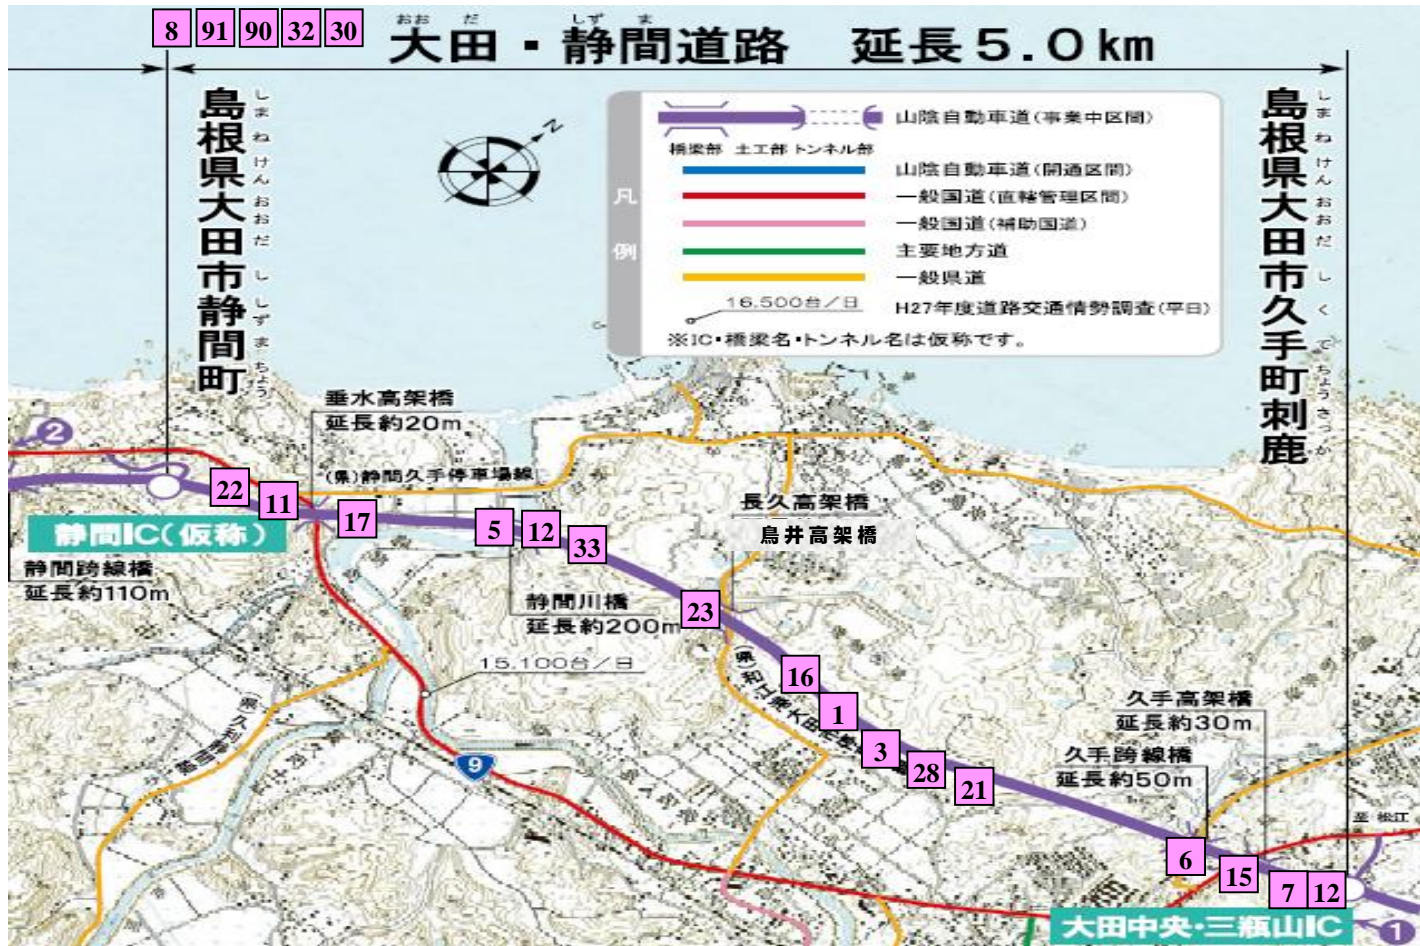 8 91 90 32 30
おお だ しず ま
大田・静間道路 延長5.0km
島根県大田市静間町
しまねけんおおだししずまちょう
島根県大田市久手町刺鹿
しまねけんおおだしくてちょうさつか
N
凡例
山陰自動車道(事業中区間)
橋梁部 土工部 トンネル部
山陰自動車道(開通区間)
一般国道(直轄管理区間)
一般国道(補助国道)
主要地方道
一般県道
16,500台/日
H27年度道路交通情勢調査(平日)
※IC・橋梁名・トンネル名は仮称です。
垂水高架橋
延長約20m
2
(県)静間久手停車場線
22
11
17
5
12
33
長久高架橋
鳥井高架橋
静間IC(仮称)
静間跨線橋
延長約110m
静間川橋
延長約200m
23
15,100台/日
16
1
3
28
21
9
久手高架橋
延長約30m
久手跨線橋
延長約50m
至 松江
6
15
7
12
大田中央・三瓶山IC
1